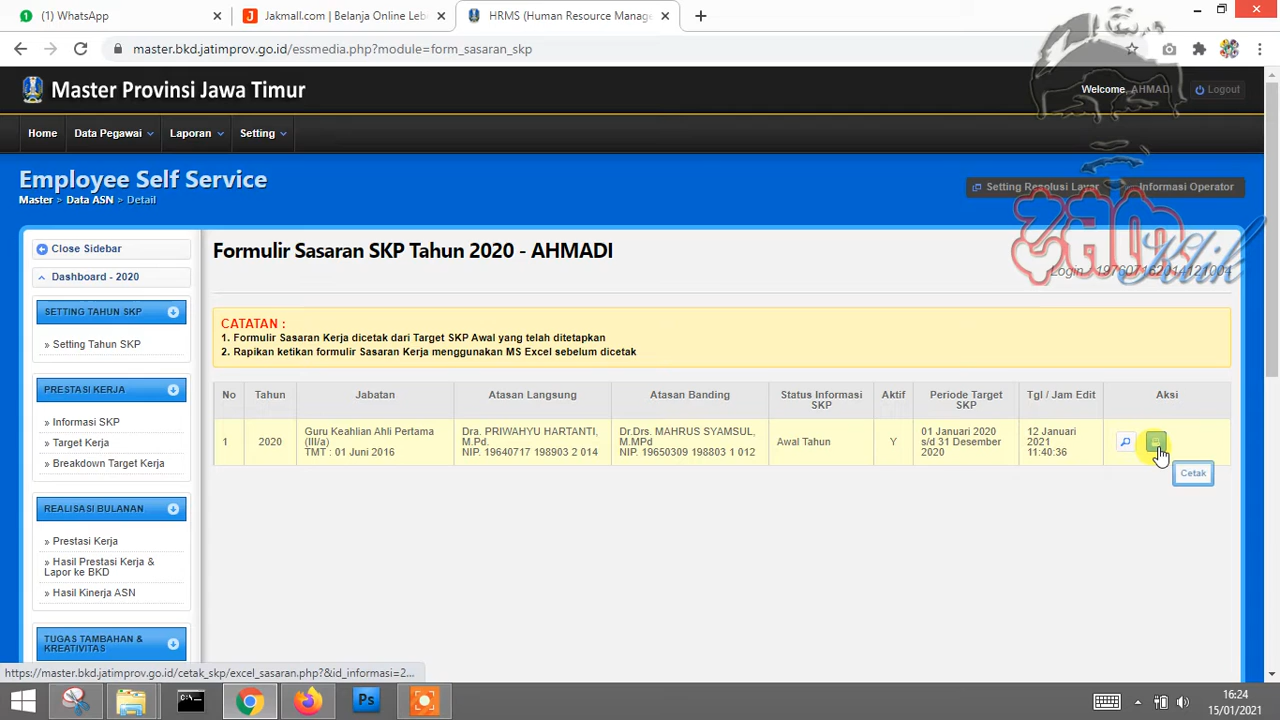 (1) WhatsApp
Jakmall.com | Belanja Online Leb
HRMS (Human Resource Manage
master.bkd.jatimprov.go.id/essmedia.php?module=form_sasaran_skp
Master Provinsi Jawa Timur
Welcome, AHMADI
Logout
Home
Data Pegawai
Laporan
Setting
Employee Self Service
Master > Data ASN > Detail
Setting Resolusi Layar
Informasi Operator
Close Sidebar
Dashboard - 2020
SETTING TAHUN SKP
» Setting Tahun SKP
PRESTASI KERJA
» Informasi SKP
» Target Kerja
» Breakdown Target Kerja
REALISASI BULANAN
» Prestasi Kerja
» Hasil Prestasi Kerja &
Lapor ke BKD
» Hasil Kinerja ASN
TUGAS TAMBAHAN &
KREATIVITAS
Formulir Sasaran SKP Tahun 2020 - AHMADI
Login : 197607162014121004
zAin
Klik
CATATAN :
1. Formulir Sasaran Kerja dicetak dari Target SKP Awal yang telah ditetapkan
2. Rapikan ketikan formulir Sasaran Kerja menggunakan MS Excel sebelum dicetak
No
Tahun
Jabatan
Atasan Langsung
Atasan Banding
Status Informasi
SKP
Aktif
Periode Target
SKP
Tgl / Jam Edit
Aksi
1
2020
Guru Keahlian Ahli Pertama
(III/a)
TMT : 01 Juni 2016
Dra. PRIWAHYU HARTANTI,
M.Pd.
NIP. 19640717 198903 2 014
Dr.Drs. MAHRUS SYAMSUL,
M.MPd
NIP. 19650309 198803 1 012
Awal Tahun
Y
01 Januari 2020
s/d 31 Desember
2020
12 Januari
2021
11:40:36
Cetak
https://master.bkd.jatimprov.go.id/cetak_skp/excel_sasaran.php?&id_informasi=2...
Ps
16:24
15/01/2021